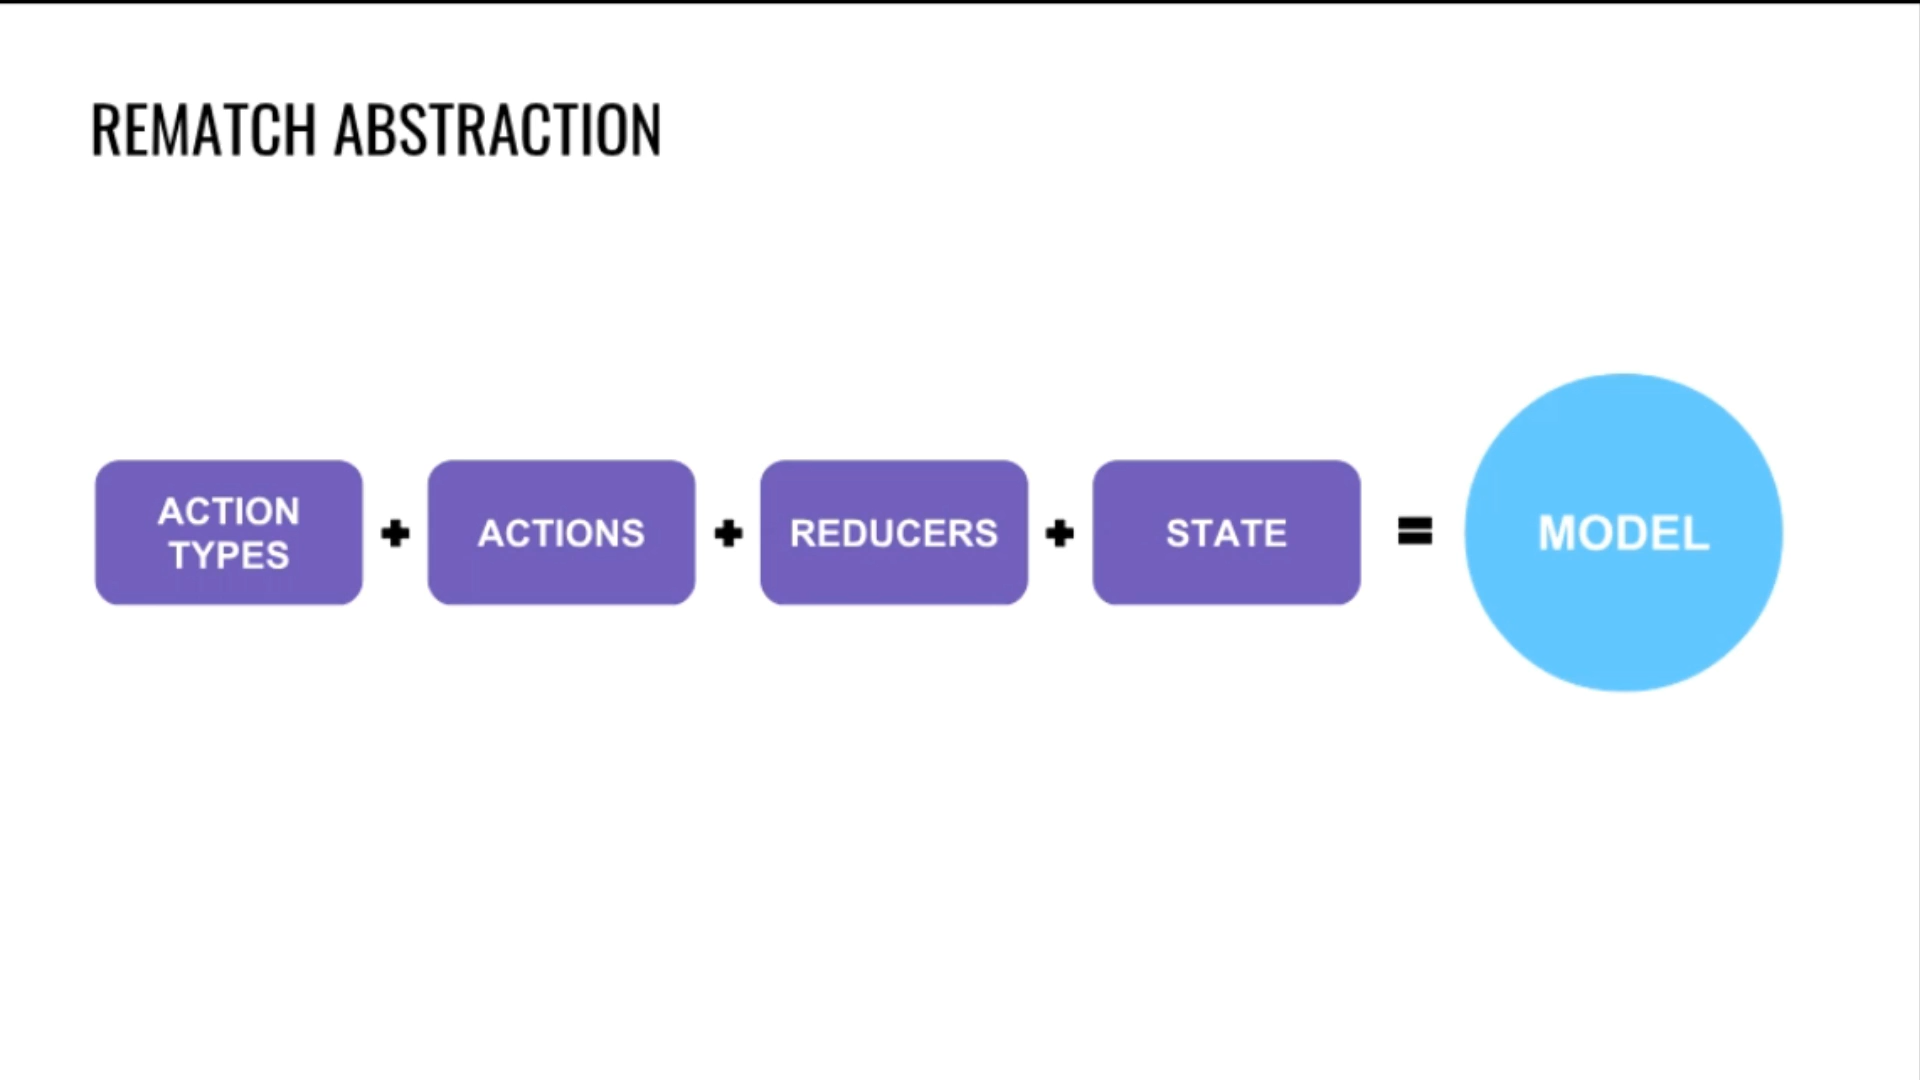 REMATCH ABSTRACTION
ACTION
TYPES
+
ACTIONS
+
REDUCERS
+
STATE
=
MODEL